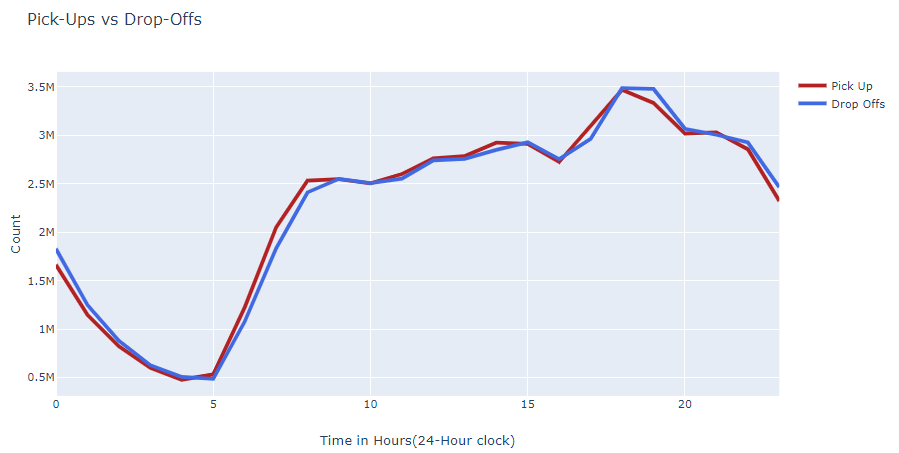 Pick-Ups vs Drop-Offs
3.5M
3M
2.5M
2M
1.5M
1M
0.5M
Count
0 5 10 15 20
Time in Hours(24-Hour clock)
Pick Up
Drop Offs